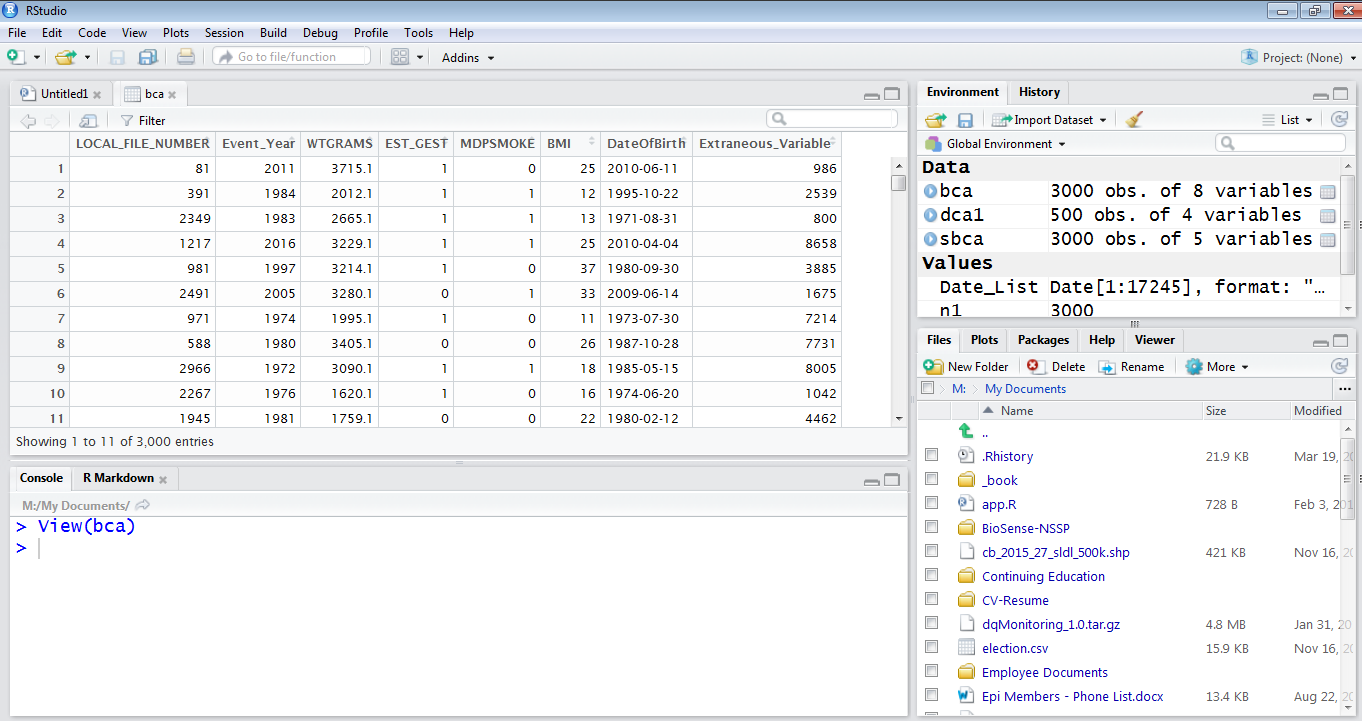 RStudio
File Edit Code View Plots Session Build Debug Profile Tools Help
Go to file/function Addins Project: (None)
Untitled1 bca
Filter
LOCAL_FILE_NUMBER Event_Year WTGRAMS EST_GEST MDPSMOKE BMI DateOfBirth Extraneous_Variable
1 81 2011 3715.1 1 0 25 2010-06-11 986
2 391 1984 2012.1 1 1 12 1995-10-22 2539
3 2349 1983 2665.1 1 1 13 1971-08-31 800
4 1217 2016 3229.1 1 1 25 2010-04-04 8658
5 981 1997 3214.1 1 0 37 1980-09-30 3885
6 2491 2005 3280.1 0 1 33 2009-06-14 1675
7 971 1974 1995.1 1 0 11 1973-07-30 7214
8 588 1980 3405.1 0 0 26 1987-10-28 7731
9 2966 1972 3090.1 1 1 18 1985-05-15 8005
10 2267 1976 1620.1 1 0 16 1974-06-20 1042
11 1945 1981 1759.1 0 0 22 1980-02-12 4462
Showing 1 to 11 of 3,000 entries
Console R Markdown
M:/My Documents/
> View(bca)
>
Environment History
Import Dataset List
Global Environment
Data
bca 3000 obs. of 8 variables
dca1 500 obs. of 4 variables
sbca 3000 obs. of 5 variables
Values
Date_List Date[1:17245], format: "…
n1 3000
Files Plots Packages Help Viewer
New Folder Delete Rename More
M: My Documents
Name Size Modified
..
.Rhistory 21.9 KB Mar 19, 20
_book
app.R 728 B Feb 3, 201
BioSense-NSSP
cb_2015_27_sldl_500k.shp 421 KB Nov 16, 20
Continuing Education
CV-Resume
dqMonitoring_1.0.tar.gz 4.8 MB Jan 31, 20
election.csv 15.9 KB Nov 16, 20
Employee Documents
Epi Members - Phone List.docx 13.4 KB Aug 22, 20